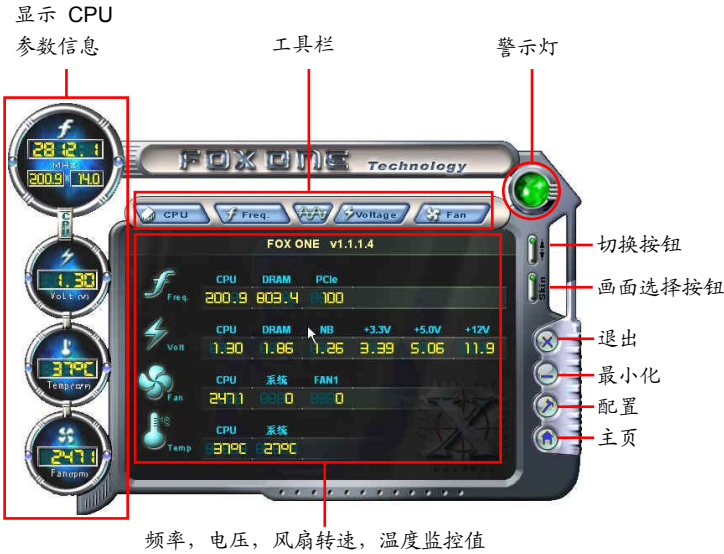 显示 CPU
参数信息
工具栏
警示灯
f
2812.1
MHz
200.9 × 14.0
CPU
1.30
Volt (v)
37℃
Temp(℃/℉)
2471
Fan(rpm)
FOX ONE Technology
CPU Freq. Voltage Fan
FOX ONE v1.1.1.4
CPU DRAM PCIe
Freq. 200.9 803.4 100
CPU DRAM NB +3.3V +5.0V +12V
Volt 1.30 1.86 1.26 3.39 5.06 11.9
CPU 系统 FAN1
Fan 2471 0 0
CPU 系统
Temp 37℃ 27℃
Skin
切换按钮
画面选择按钮
退出
最小化
配置
主页
频率，电压，风扇转速，温度监控值